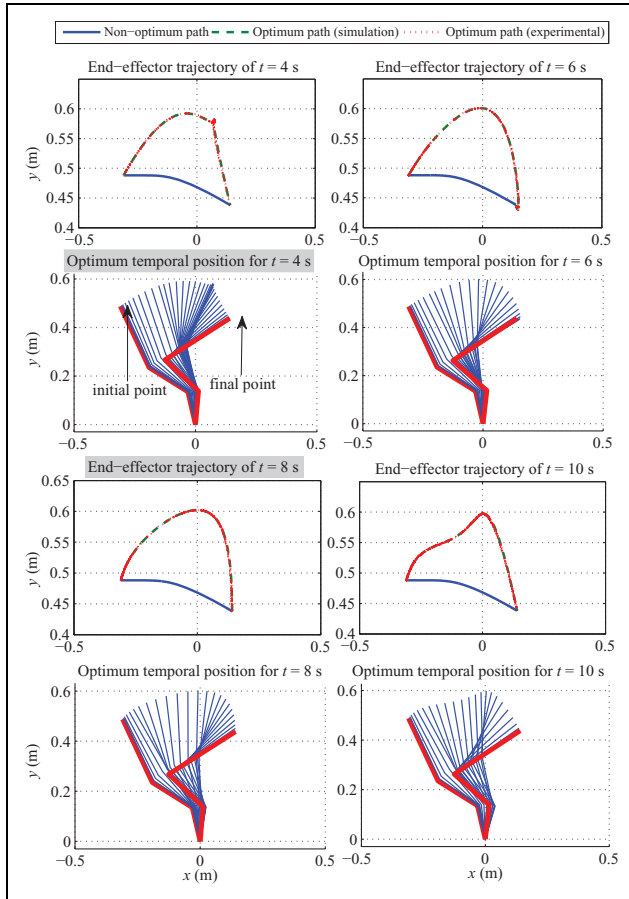 Non−optimum path Optimum path (simulation) Optimum path (experimental)
End−effector trajectory of t = 4 s
0.6
0.55
0.5
0.45
0.4
y (m)
−0.5 0 0.5
End−effector trajectory of t = 6 s
0.6
0.55
0.5
0.45
0.4
y (m)
−0.5 0 0.5
Optimum temporal position for t = 4 s
0.6
0.4
0.2
0
y (m)
initial point
final point
−0.5 0 0.5
Optimum temporal position for t = 6 s
0.6
0.4
0.2
0
y (m)
−0.5 0 0.5
End−effector trajectory of t = 8 s
0.65
0.6
0.55
0.5
0.45
0.4
y (m)
−0.5 0 0.5
End−effector trajectory of t = 10 s
0.6
0.55
0.5
0.45
0.4
y (m)
−0.5 0 0.5
Optimum temporal position for t = 8 s
0.6
0.4
0.2
0
y (m)
−0.5 0 0.5
x (m)
Optimum temporal position for t = 10 s
0.6
0.4
0.2
0
y (m)
−0.5 0 0.5
x (m)